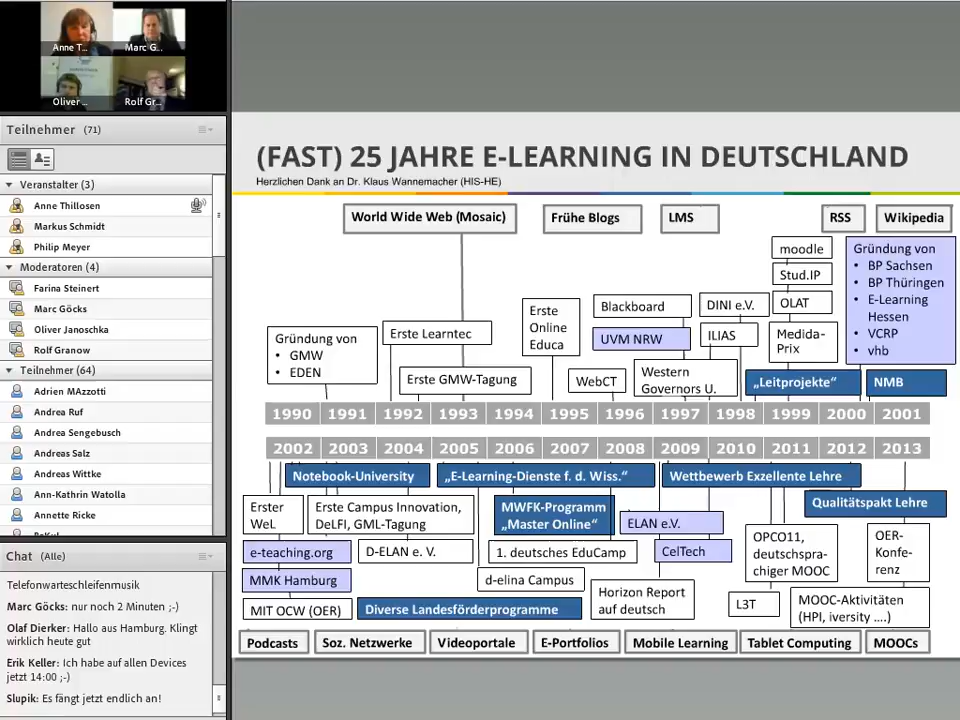 Anne T...
Marc G...
Oliver ...
Rolf Gr...
Teilnehmer (71)
Veranstalter (3)
Anne Thillosen
Markus Schmidt
Philip Meyer
Moderatoren (4)
Farina Steinert
Marc Göcks
Oliver Janoschka
Rolf Granow
Teilnehmer (64)
Adrien MAzzotti
Andrea Ruf
Andrea Sengebusch
Andreas Salz
Andreas Wittke
Ann-Kathrin Watolla
Annette Ricke
Chat (Alle)
Telefonwarteschleifenmusik
Marc Göcks: nur noch 2 Minuten ;-)
Olaf Dierker: Hallo aus Hamburg. Klingt
wirklich heute gut
Erik Keller: Ich habe auf allen Devices
jetzt 14:00 ;-)
Slupik: Es fängt jetzt endlich an!
(FAST) 25 JAHRE E-LEARNING IN DEUTSCHLAND
Herzlichen Dank an Dr. Klaus Wannemacher (HIS-HE)
World Wide Web (Mosaic)
Frühe Blogs
LMS
RSS
Wikipedia
Gründung von
• GMW
• EDEN
Erste Learntec
Erste GMW-Tagung
Erste
Online
Educa
WebCT
Blackboard
UVM NRW
Western
Governors U.
DINI e.V.
ILIAS
moodle
Stud.IP
OLAT
Medida-
Prix
„Leitprojekte“
Gründung von
• BP Sachsen
• BP Thüringen
• E-Learning
Hessen
• VCRP
• vhb
NMB
1990 1991 1992 1993 1994 1995 1996 1997 1998 1999 2000 2001
2002 2003 2004 2005 2006 2007 2008 2009 2010 2011 2012 2013
Notebook-University
„E-Learning-Dienste f. d. Wiss.“
Wettbewerb Exzellente Lehre
Qualitätspakt Lehre
Erster
WeL
Erste Campus Innovation,
DeLFI, GML-Tagung
MWFK-Programm
„Master Online“
ELAN e.V.
OPCO11,
deutschspra-
chiger MOOC
OER-
Konfe-
renz
e-teaching.org
D-ELAN e. V.
1. deutsches EduCamp
CelTech
MMK Hamburg
d-elina Campus
Horizon Report
auf deutsch
L3T
MOOC-Aktivitäten
(HPI, iversity ....)
MIT OCW (OER)
Diverse Landesförderprogramme
Podcasts
Soz. Netzwerke
Videoportale
E-Portfolios
Mobile Learning
Tablet Computing
MOOCs